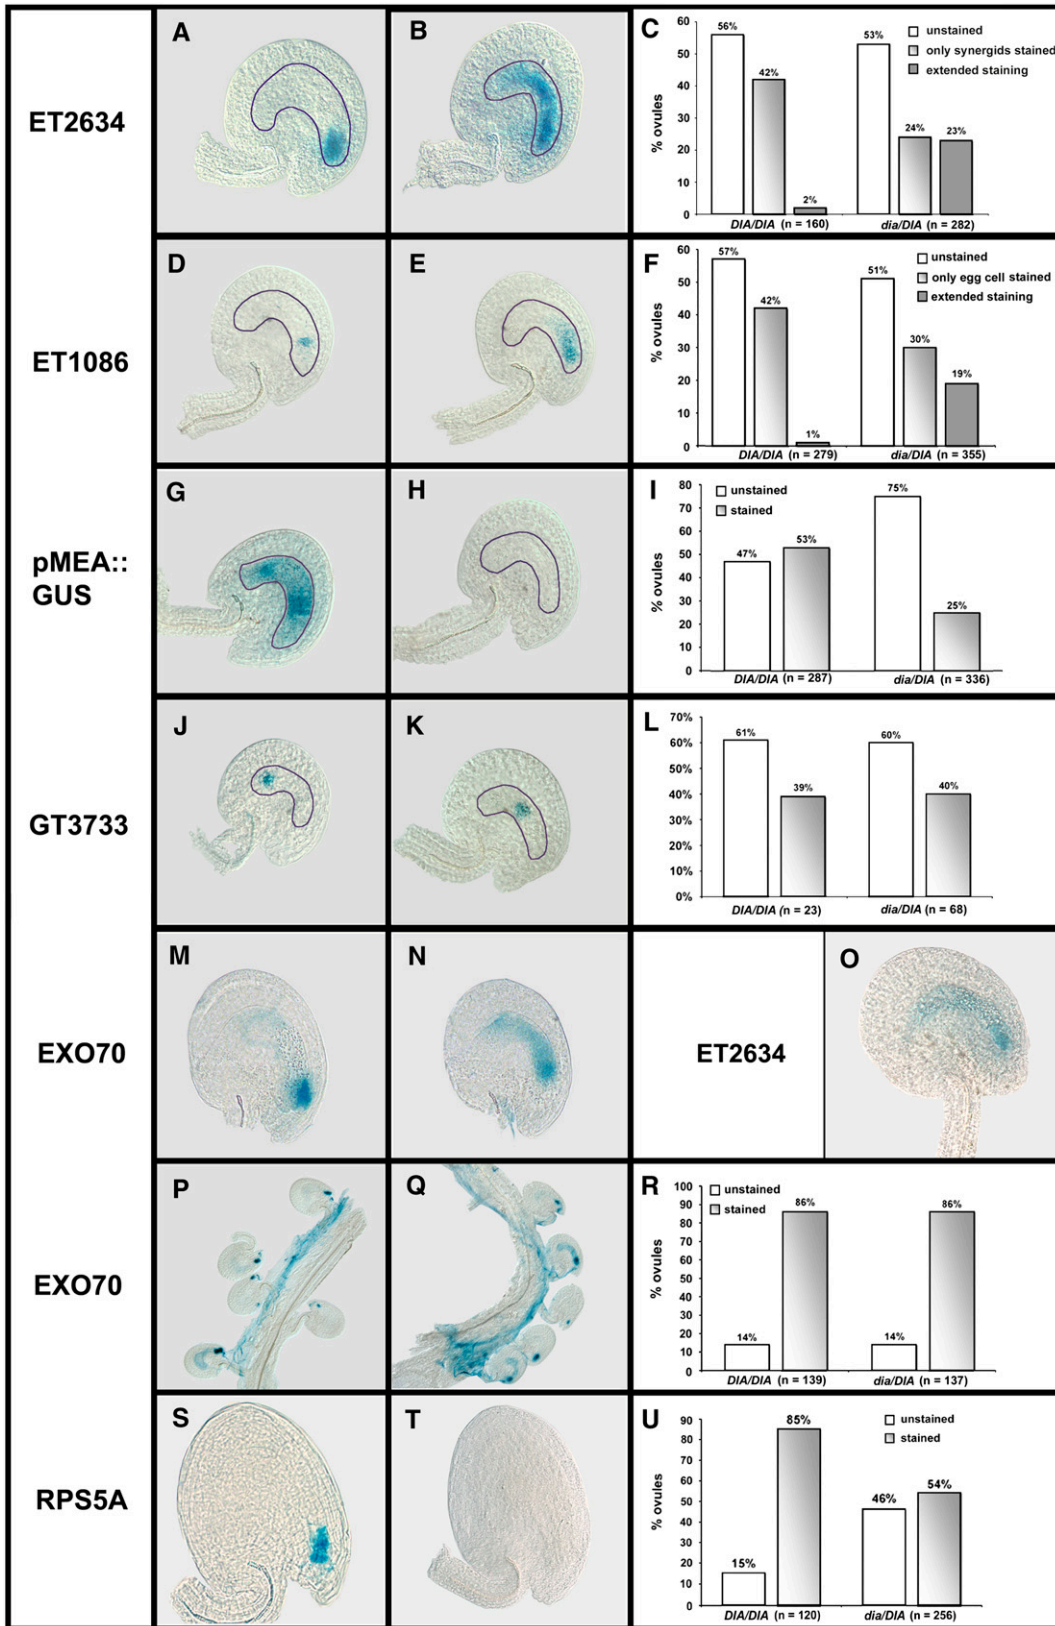 ET2634
A
B
C
60
50
40
30
20
10
0
% ovules
56%
42%
2%
53%
24%
23%
unstained
only synergids stained
extended staining
DIA/DIA (n = 160)
dia/DIA (n = 282)
ET1086
D
E
F
60
50
40
30
20
10
0
% ovules
57%
42%
1%
51%
30%
19%
unstained
only egg cell stained
extended staining
DIA/DIA (n = 279)
dia/DIA (n = 355)
pMEA::
GUS
G
H
I
80
70
60
50
40
30
20
10
0
% ovules
unstained
stained
47%
53%
75%
25%
DIA/DIA (n = 287)
dia/DIA (n = 336)
GT3733
J
K
L
70%
60%
50%
40%
30%
20%
10%
0%
61%
39%
60%
40%
DIA/DIA (n = 23)
dia/DIA (n = 68)
EXO70
M
N
ET2634
O
EXO70
P
Q
R
100
90
80
70
60
50
40
30
20
10
0
% ovules
unstained
stained
14%
86%
14%
86%
DIA/DIA (n = 139)
dia/DIA (n = 137)
RPS5A
S
T
U
90
80
70
60
50
40
30
20
10
0
% ovules
15%
85%
46%
54%
unstained
stained
DIA/DIA (n = 120)
dia/DIA (n = 256)